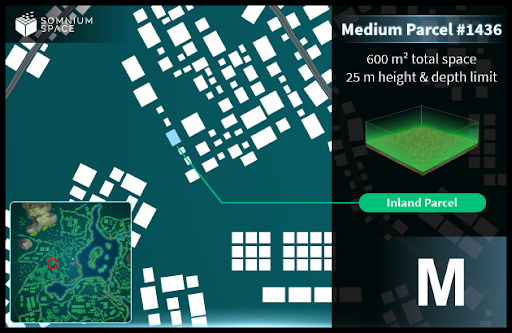 SOMNIUM
SPACE
Medium Parcel #1436
600 m² total space
25 m height & depth limit
Inland Parcel
M